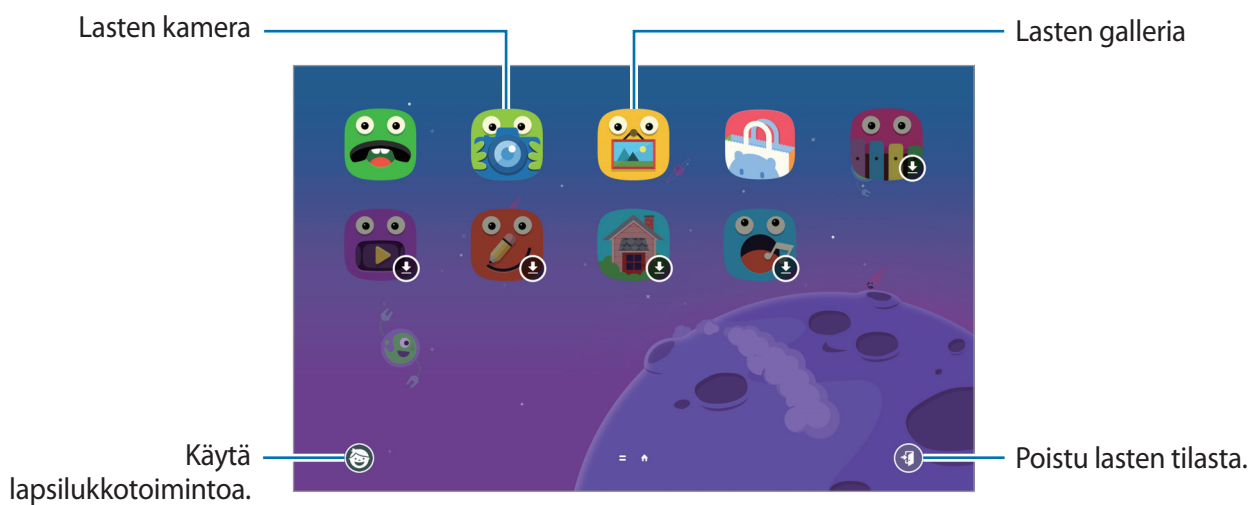 Lasten kamera
Lasten galleria
Käytä
lapsilukkotoimintoa.
Poistu lasten tilasta.